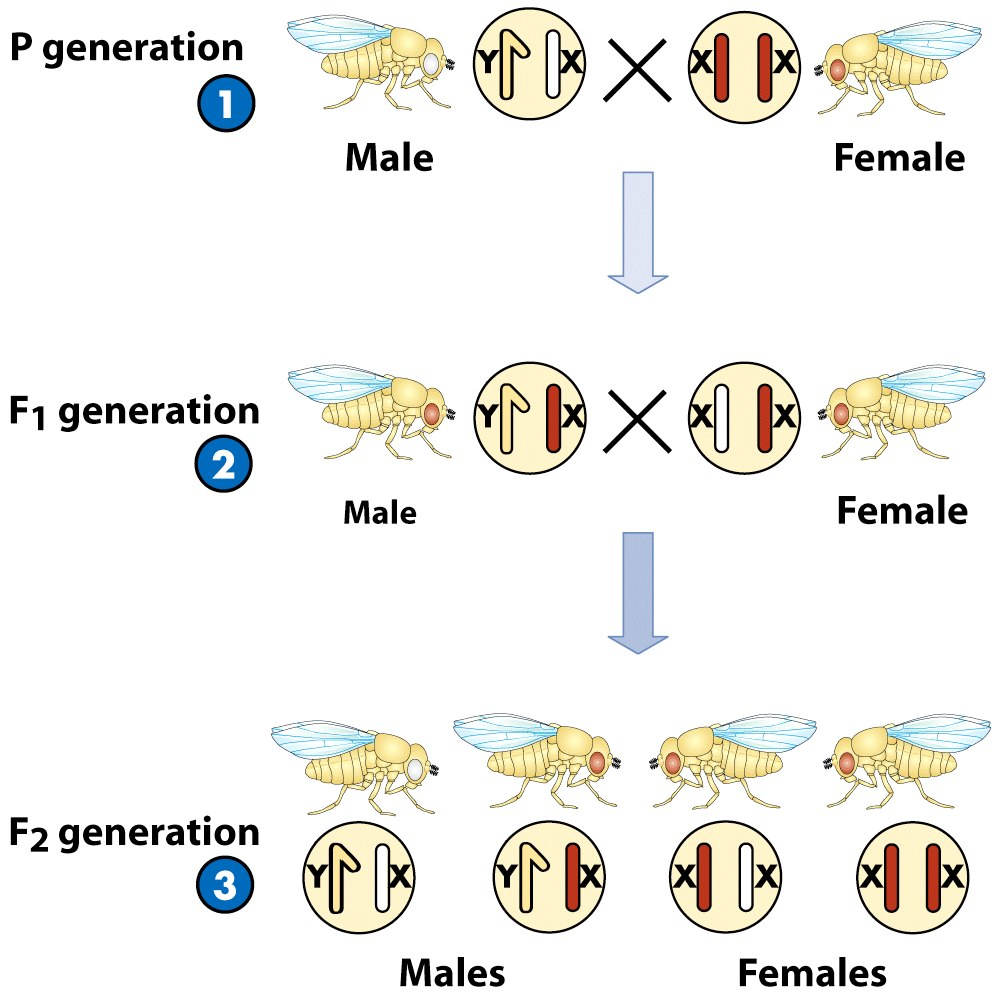 P generation
1
Y X X X
Male Female
F1 generation
2
Y X X X
Male Female
F2 generation
3
Y X Y X X X X X
Males Females